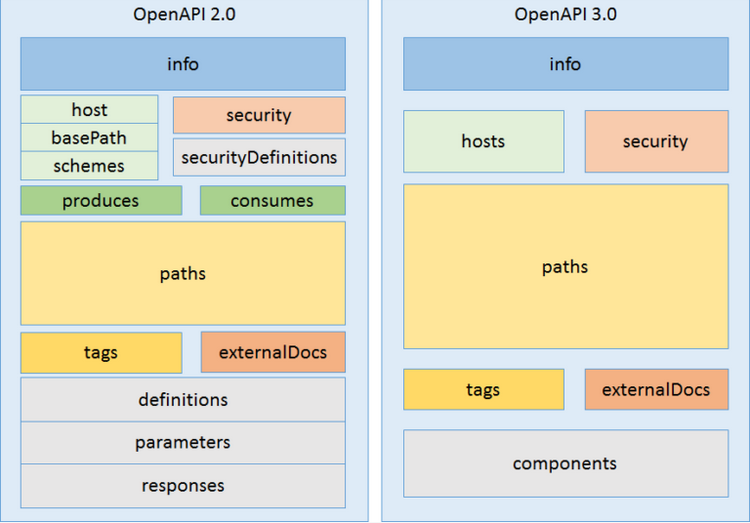 OpenAPI 2.0
info
host
basePath
schemes
security
securityDefinitions
produces
consumes
paths
tags
externalDocs
definitions
parameters
responses
OpenAPI 3.0
info
hosts
security
paths
tags
externalDocs
components